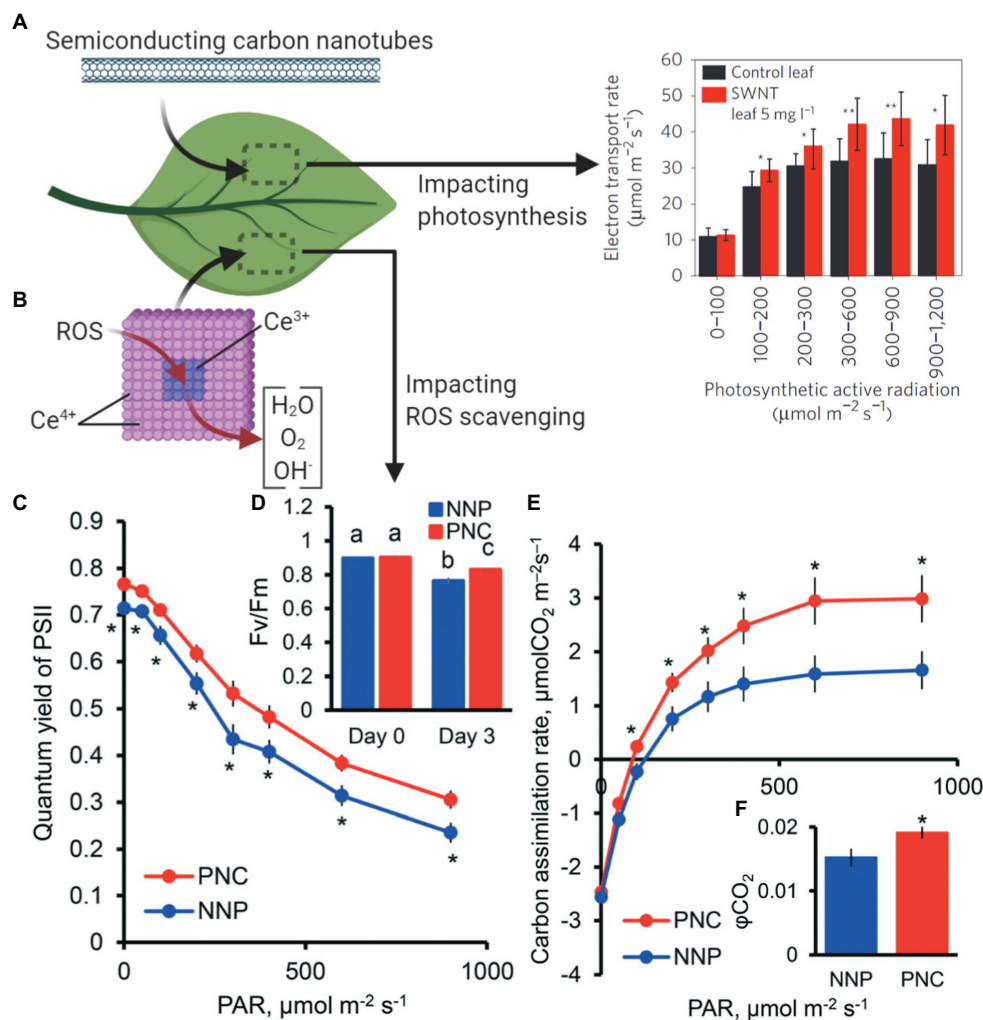 A
Semiconducting carbon nanotubes
Impacting
photosynthesis
Electron transport rate
(μmol m⁻² s⁻¹)
60
50
40
30
20
10
0
Control leaf
SWNT
leaf 5 mg l⁻¹
*
*
**
**
*
0–100
100–200
200–300
300–600
600–900
900–1,200
Photosynthetic active radiation
(μmol m⁻² s⁻¹)
B
ROS
Ce³⁺
Ce⁴⁺
H₂O
O₂
OH⁻
Impacting
ROS scavenging
C
Quantum yield of PSII
0.9
0.8
0.7
0.6
0.5
0.4
0.3
0.2
0.1
0
* * * * * * * *
PNC
NNP
0 500 1000
PAR, μmol m⁻² s⁻¹
D
Fv/Fm
1.2
1
0.8
0.6
0.4
0.2
0
NNP
PNC
a a b c
Day 0 Day 3
E
Carbon assimilation rate, μmolCO₂ m⁻²s⁻¹
4
3
2
1
0
-1
-2
-3
-4
* * * * * *
0 500 1000
PNC
NNP
PAR, μmol m⁻² s⁻¹
F
φCO₂
0.02
0.01
0
*
NNP PNC